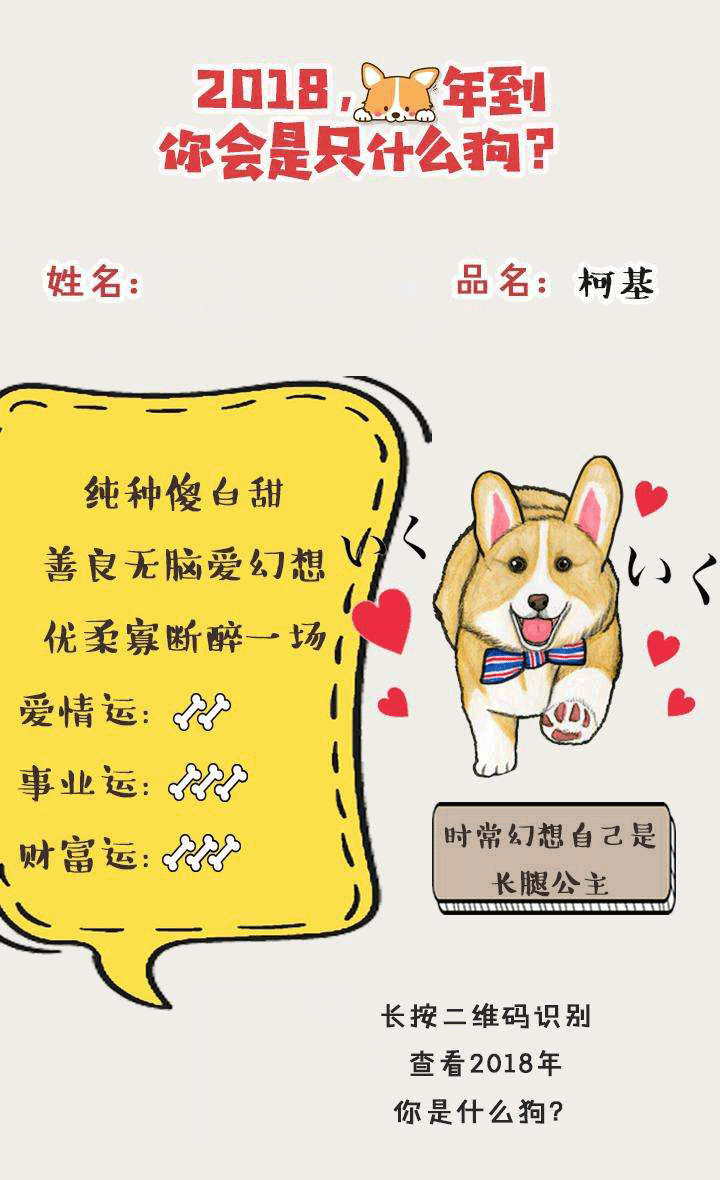 2018，年到
你会是只什么狗？
姓名：
品名：柯基
纯种傻白甜
善良无脑爱幻想
优柔寡断醉一场
爱情运：
事业运：
财富运：
いく
いく
时常幻想自己是
长腿公主
长按二维码识别
查看2018年
你是什么狗？